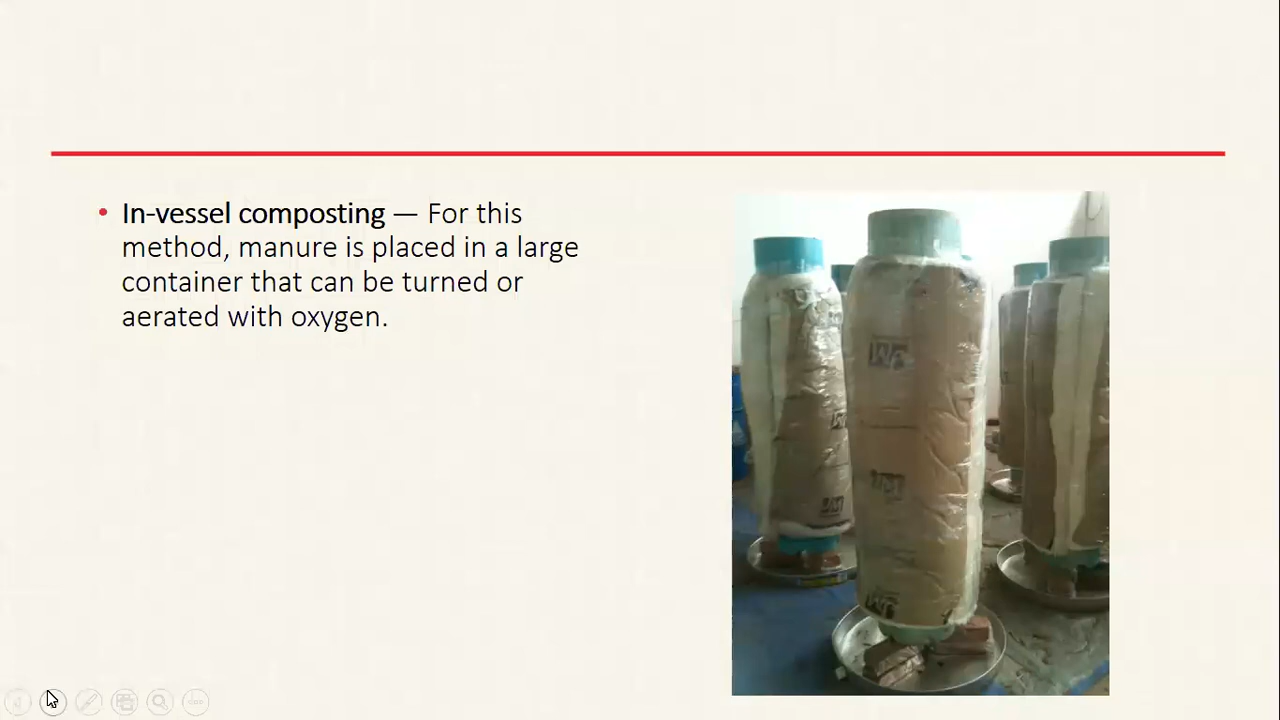 In-vessel composting — For this
method, manure is placed in a large
container that can be turned or
aerated with oxygen.